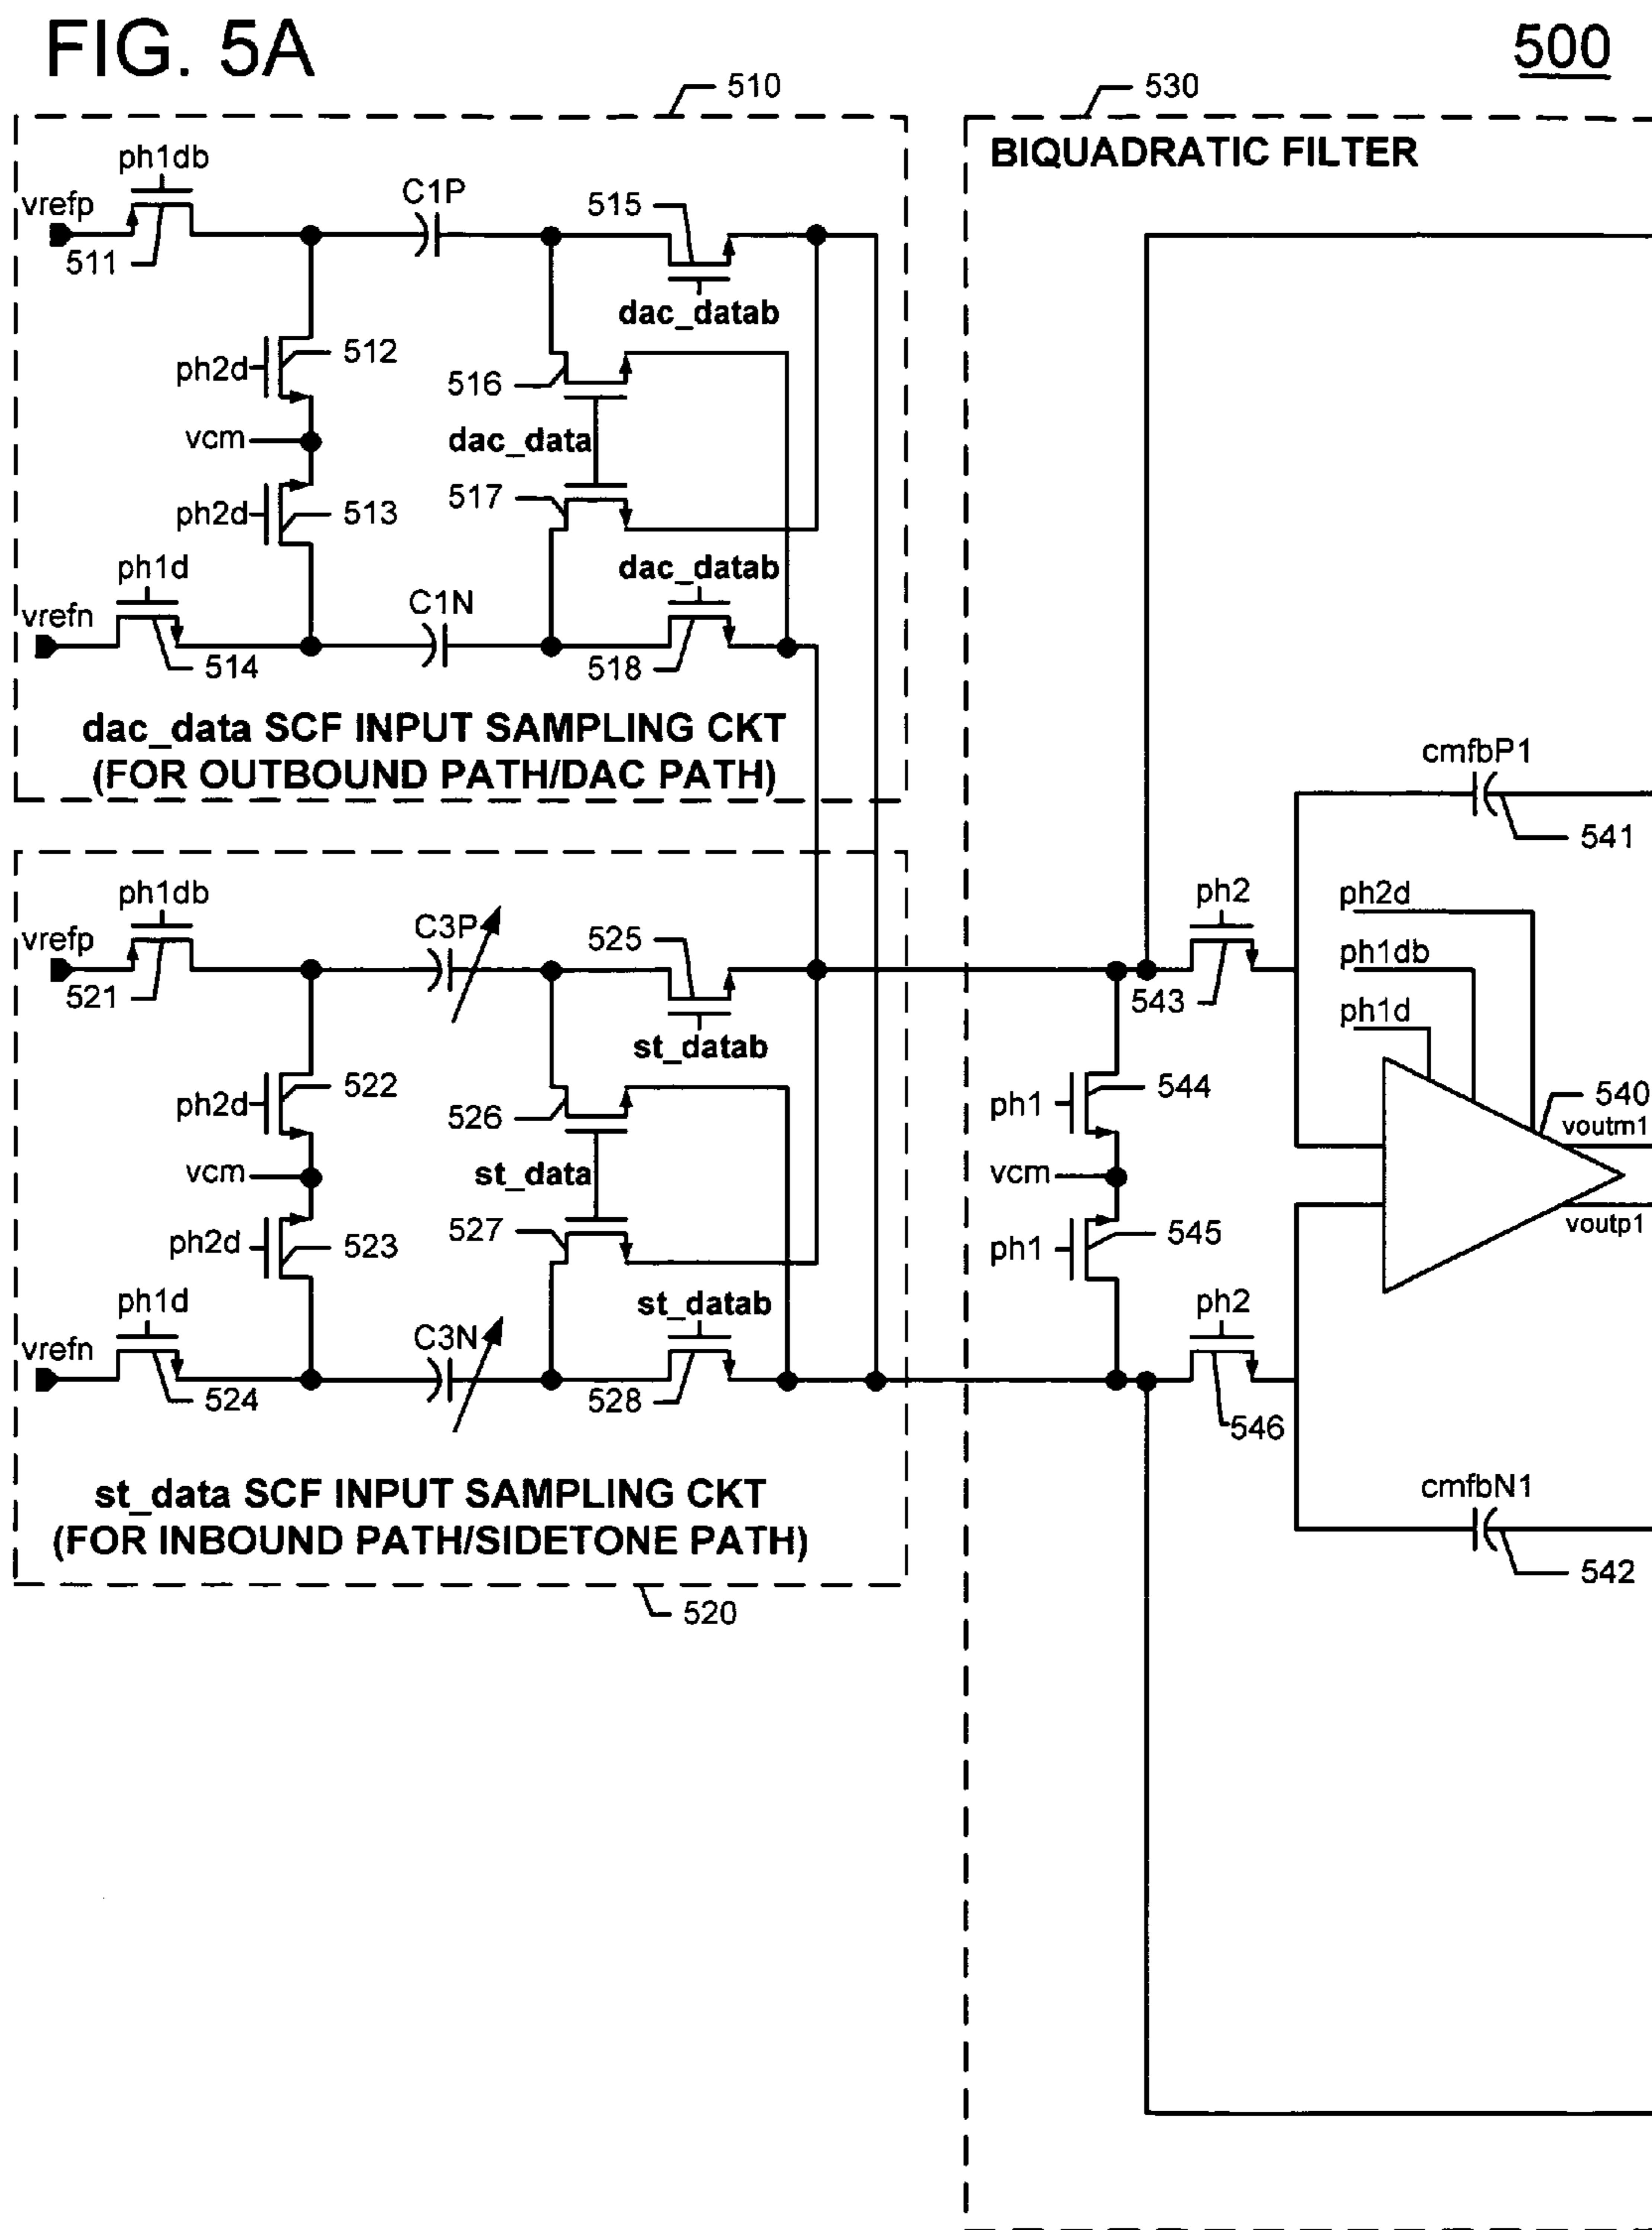 FIG. 5A
500
510
530
BIQUADRATIC FILTER
ph1db
vrefp
511
C1P
515
dac_datab
ph2d
512
516
vcm
dac_data
ph2d
513
517
ph1d
vrefn
514
C1N
dac_datab
518
dac_data SCF INPUT SAMPLING CKT
(FOR OUTBOUND PATH/DAC PATH)
ph1db
vrefp
521
C3P
525
st_datab
ph2d
522
526
vcm
st_data
ph2d
523
527
ph1d
vrefn
524
C3N
st_datab
528
st_data SCF INPUT SAMPLING CKT
(FOR INBOUND PATH/SIDETONE PATH)
520
cmfbP1
541
ph2
543
ph2d
ph1db
ph1d
ph1
544
vcm
ph1
545
540
voutm1
voutp1
ph2
546
cmfbN1
542